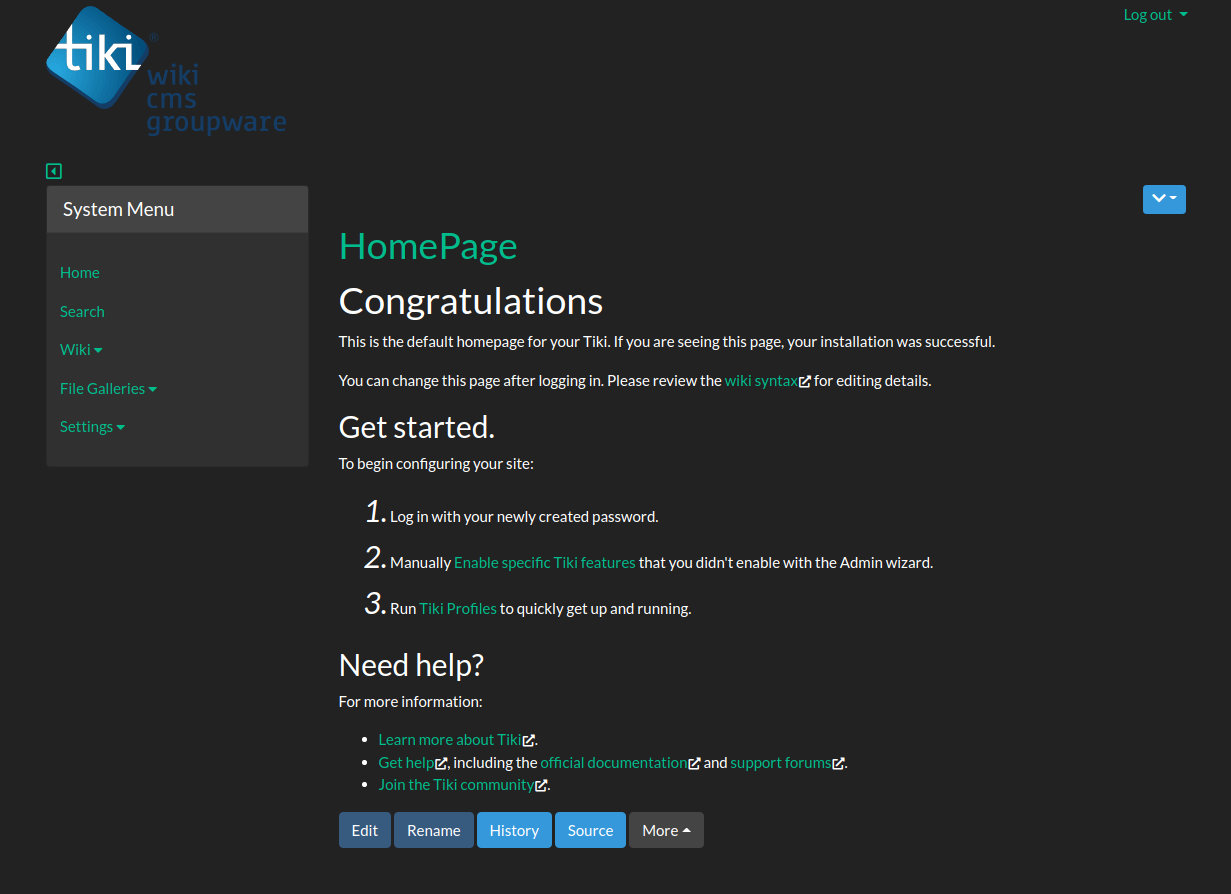 Log out
tiki®
wiki
cms
groupware
System Menu
Home
Search
Wiki
File Galleries
Settings
HomePage
Congratulations
This is the default homepage for your Tiki. If you are seeing this page, your installation was successful.
You can change this page after logging in. Please review the wiki syntax for editing details.
Get started.
To begin configuring your site:
1. Log in with your newly created password.
2. Manually Enable specific Tiki features that you didn't enable with the Admin wizard.
3. Run Tiki Profiles to quickly get up and running.
Need help?
For more information:
• Learn more about Tiki.
• Get help, including the official documentation and support forums.
• Join the Tiki community.
Edit Rename History Source More